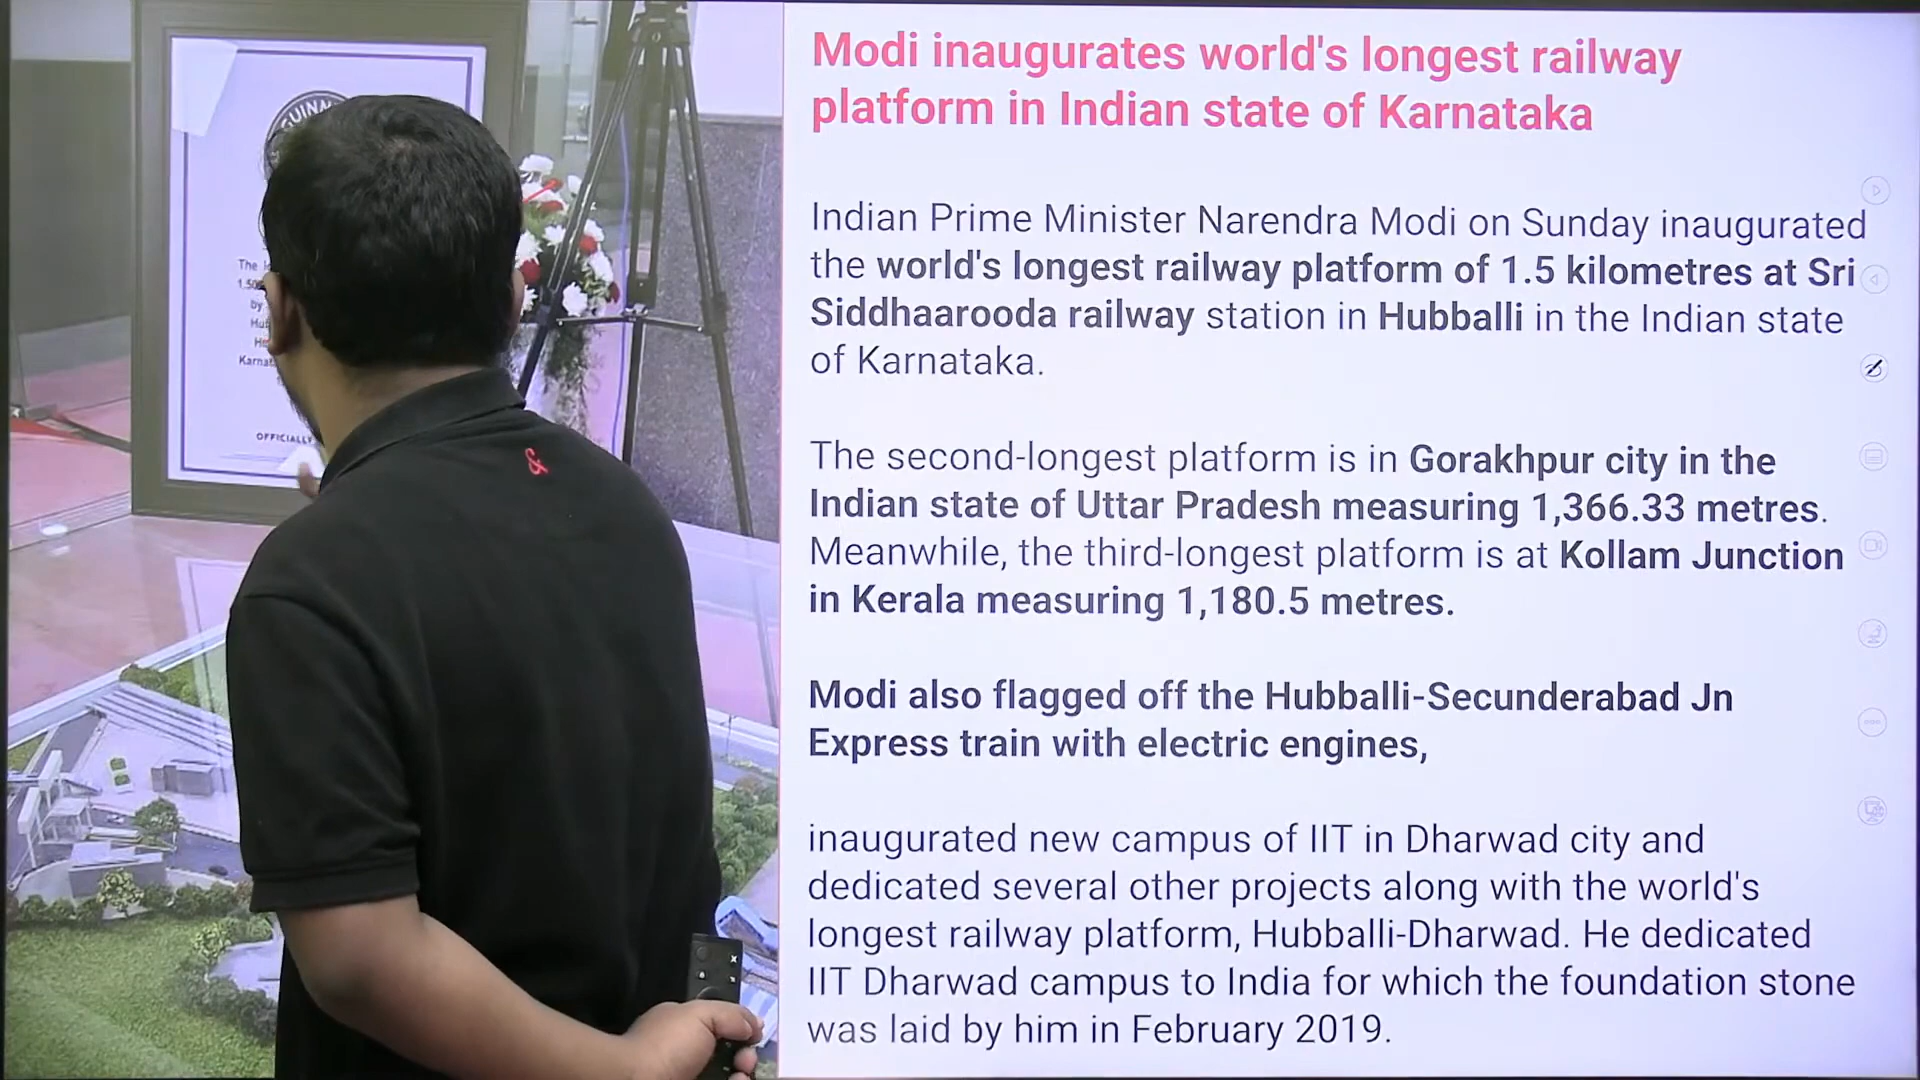 Modi inaugurates world's longest railway
platform in Indian state of Karnataka
Indian Prime Minister Narendra Modi on Sunday inaugurated
the world's longest railway platform of 1.5 kilometres at Sri
Siddhaarooda railway station in Hubballi in the Indian state
of Karnataka.
The second-longest platform is in Gorakhpur city in the
Indian state of Uttar Pradesh measuring 1,366.33 metres.
Meanwhile, the third-longest platform is at Kollam Junction
in Kerala measuring 1,180.5 metres.
Modi also flagged off the Hubballi-Secunderabad Jn
Express train with electric engines,
inaugurated new campus of IIT in Dharwad city and
dedicated several other projects along with the world's
longest railway platform, Hubballi-Dharwad. He dedicated
IIT Dharwad campus to India for which the foundation stone
was laid by him in February 2019.
The
by
OFFICIALLY
&